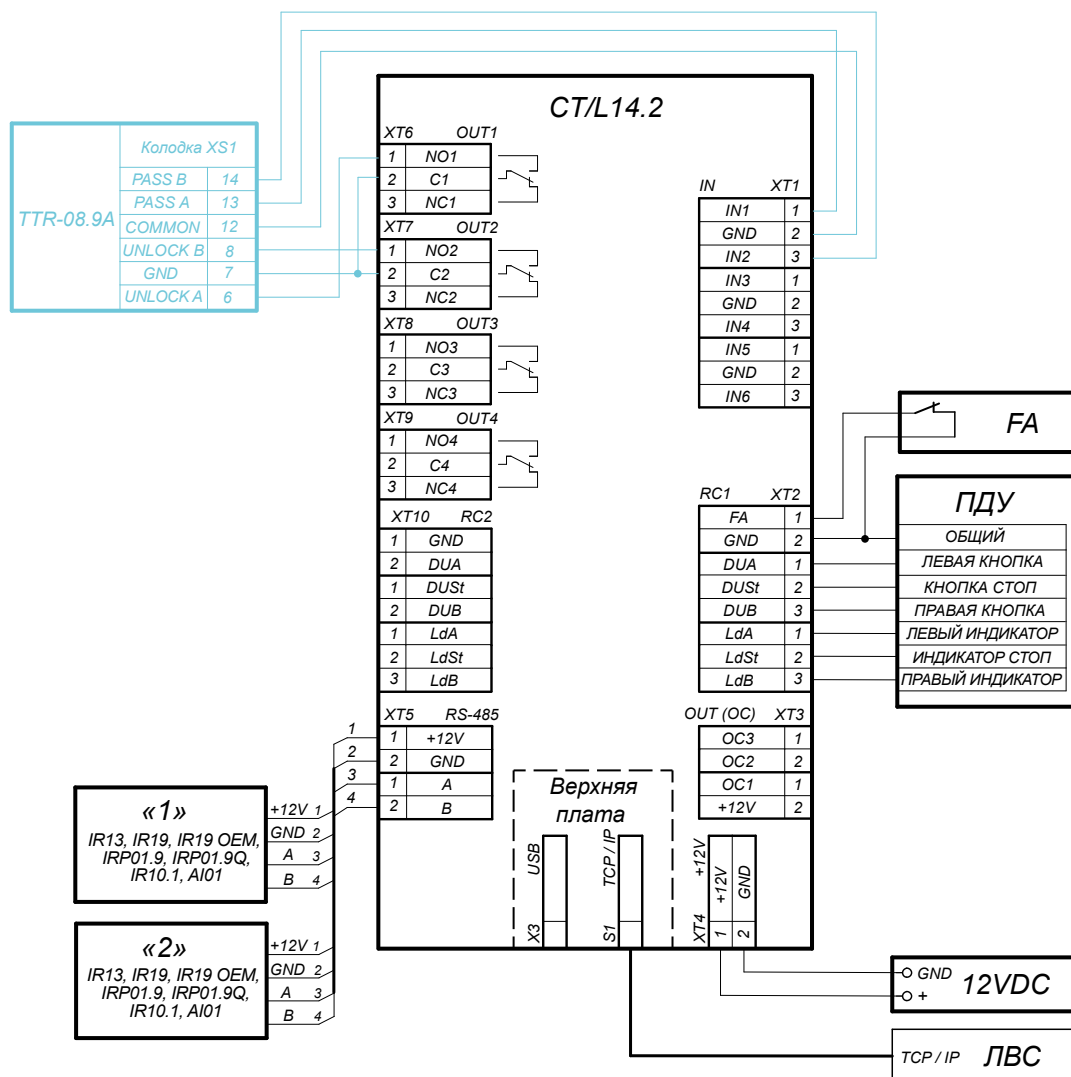 CT/L14.2
TTR-08.9A
Колодка XS1
PASS B 14
PASS A 13
COMMON 12
UNLOCK B 8
GND 7
UNLOCK A 6
XT6 OUT1
1 NO1
2 C1
3 NC1
XT7 OUT2
1 NO2
2 C2
3 NC2
XT8 OUT3
1 NO3
2 C3
3 NC3
XT9 OUT4
1 NO4
2 C4
3 NC4
XT10 RC2
1 GND
2 DUA
1 DUSt
2 DUB
1 LdA
2 LdSt
3 LdB
XT5 RS-485
1 +12V
2 GND
1 A
2 B
1
2
3
4
IN XT1
IN1 1
GND 2
IN2 3
IN3 1
GND 2
IN4 3
IN5 1
GND 2
IN6 3
RC1 XT2
FA 1
GND 2
DUA 1
DUSt 2
DUB 3
LdA 1
LdSt 2
LdB 3
OUT (OC) XT3
OC3 1
OC2 2
OC1 1
+12V 2
FA
ПДУ
ОБЩИЙ
ЛЕВАЯ КНОПКА
КНОПКА СТОП
ПРАВАЯ КНОПКА
ЛЕВЫЙ ИНДИКАТОР
ИНДИКАТОР СТОП
ПРАВЫЙ ИНДИКАТОР
Верхняя
плата
X3 USB
S1 TCP / IP
XT4 +12V
1 +12V
2 GND
«1»
IR13, IR19, IR19 OEM,
IRP01.9, IRP01.9Q,
IR10.1, AI01
+12V 1
GND 2
A 3
B 4
«2»
IR13, IR19, IR19 OEM,
IRP01.9, IRP01.9Q,
IR10.1, AI01
+12V 1
GND 2
A 3
B 4
GND
+
12VDC
TCP / IP ЛВС